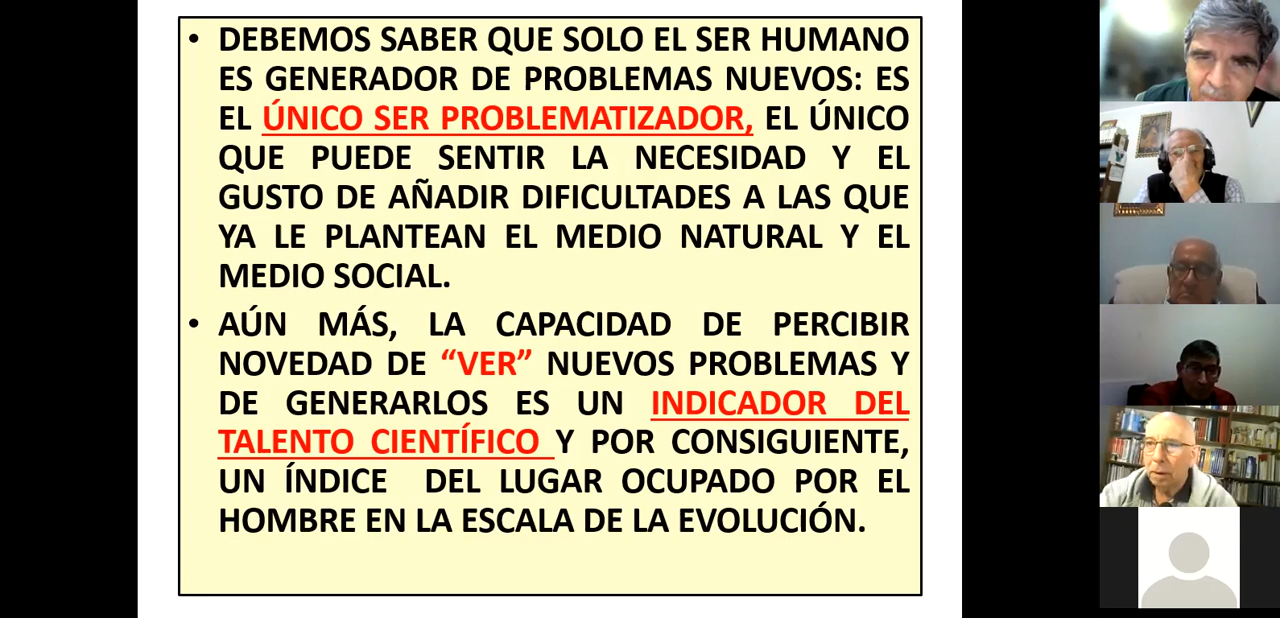 • DEBEMOS SABER QUE SOLO EL SER HUMANO
ES GENERADOR DE PROBLEMAS NUEVOS: ES
EL ÚNICO SER PROBLEMATIZADOR, EL ÚNICO
QUE PUEDE SENTIR LA NECESIDAD Y EL
GUSTO DE AÑADIR DIFICULTADES A LAS QUE
YA LE PLANTEAN EL MEDIO NATURAL Y EL
MEDIO SOCIAL.
• AÚN MÁS, LA CAPACIDAD DE PERCIBIR
NOVEDAD DE “VER” NUEVOS PROBLEMAS Y
DE GENERARLOS ES UN INDICADOR DEL
TALENTO CIENTÍFICO Y POR CONSIGUIENTE,
UN ÍNDICE DEL LUGAR OCUPADO POR EL
HOMBRE EN LA ESCALA DE LA EVOLUCIÓN.